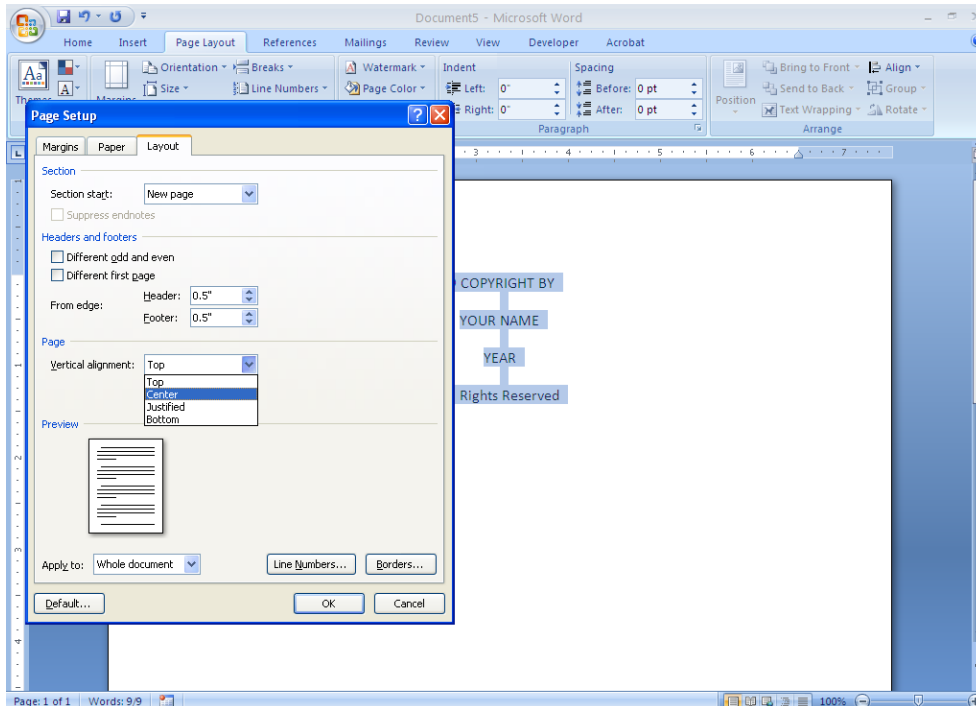 Document5 - Microsoft Word
Home Insert Page Layout References Mailings Review View Developer Acrobat
Orientation Breaks Watermark Indent Spacing Bring to Front Align
Size Line Numbers Page Color Left: 0" Before: 0 pt Send to Back Group
Right: 0" After: 0 pt Position Text Wrapping Rotate
Paragraph Arrange
Page Setup
Margins Paper Layout
Section
Section start: New page
Suppress endnotes
Headers and footers
Different odd and even
Different first page
From edge:
Header: 0.5"
Footer: 0.5"
Page
Vertical alignment: Top
Top
Center
Justified
Bottom
Preview
Apply to: Whole document Line Numbers... Borders...
Default... OK Cancel
3 4 5 6 7
COPYRIGHT BY
YOUR NAME
YEAR
Rights Reserved
Page: 1 of 1 Words: 9/9 100%